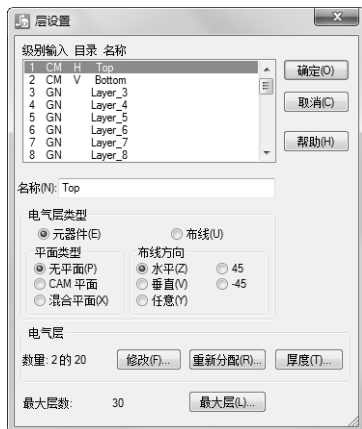 层设置
级别输入 目录 名称
1 CM H Top
2 CM V Bottom
3 GN Layer_3
4 GN Layer_4
5 GN Layer_5
6 GN Layer_6
7 GN Layer_7
8 GN Layer_8
确定(O)
取消(C)
帮助(H)
名称(N): Top
电气层类型
元器件(E) 布线(U)
平面类型 布线方向
无平面(P) 水平(Z) 45
CAM 平面 垂直(V) -45
混合平面(X) 任意(Y)
电气层
数量: 2的 20 修改(F)... 重新分配(R)... 厚度(T)...
最大层数: 30 最大层(L)...